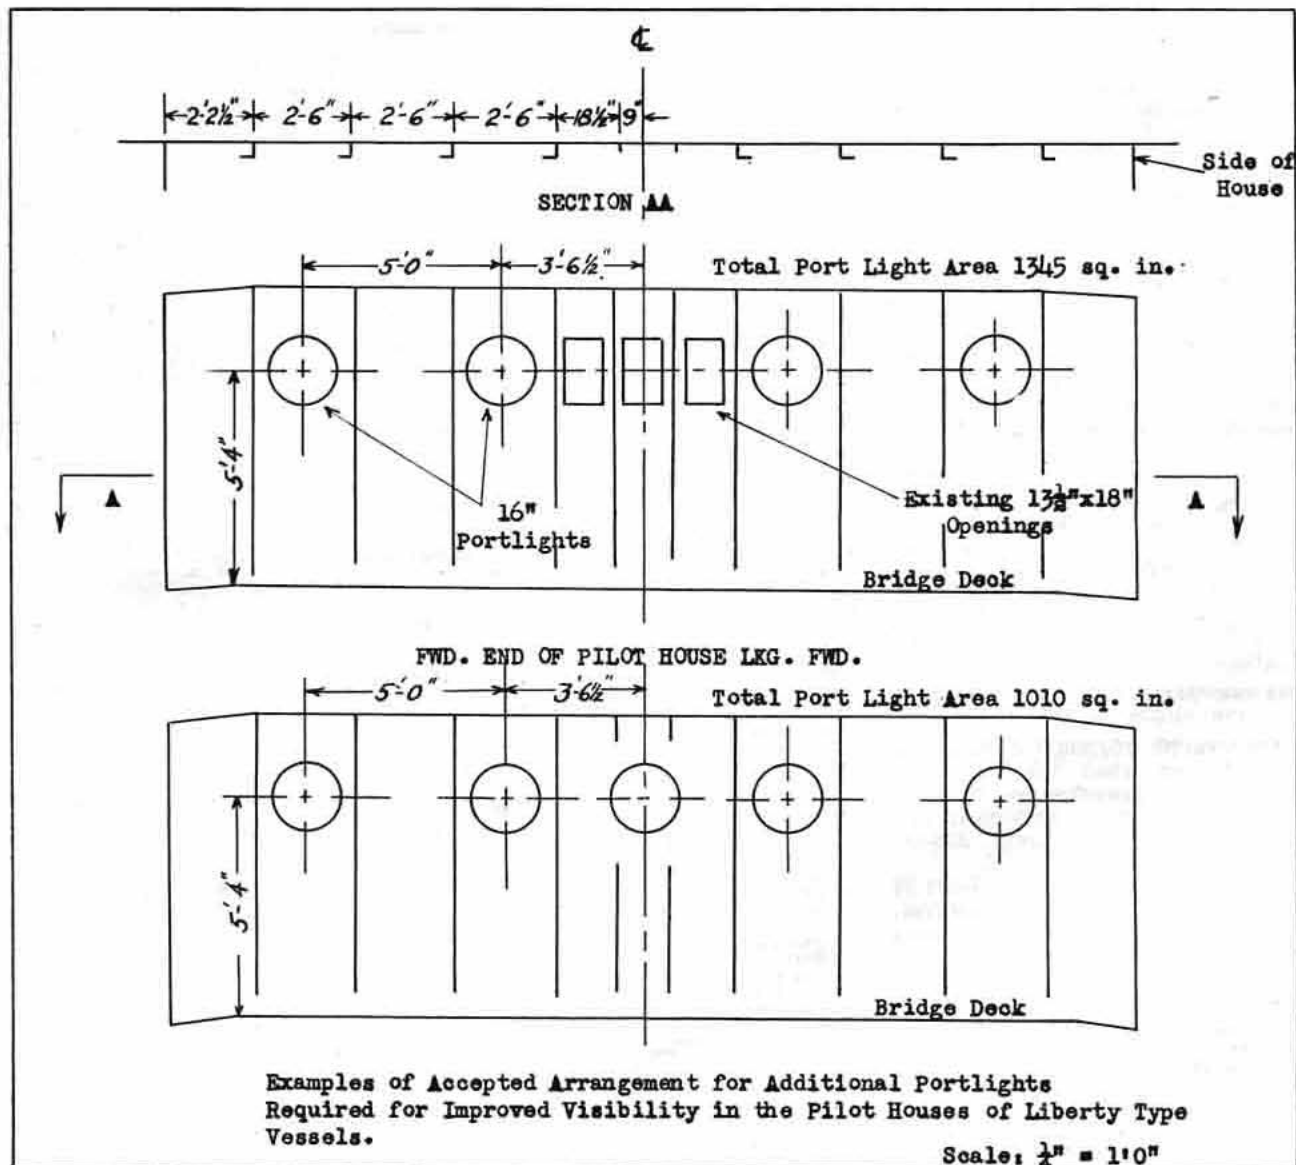 ℄
2'-2½" 2'-6" 2'-6" 2'-6" 18½" 9"
Side of
House
SECTION AA
5'-0" 3'-6½" Total Port Light Area 1345 sq. in.
5'-4"
A A
16"
Portlights
Existing 13½"x18"
Openings
Bridge Deck
FWD. END OF PILOT HOUSE LKG. FWD.
5'-0" 3'-6½" Total Port Light Area 1010 sq. in.
5'-4"
Bridge Deck
Examples of Accepted Arrangement for Additional Portlights
Required for Improved Visibility in the Pilot Houses of Liberty Type
Vessels.
Scale: ¼" = 1'0"